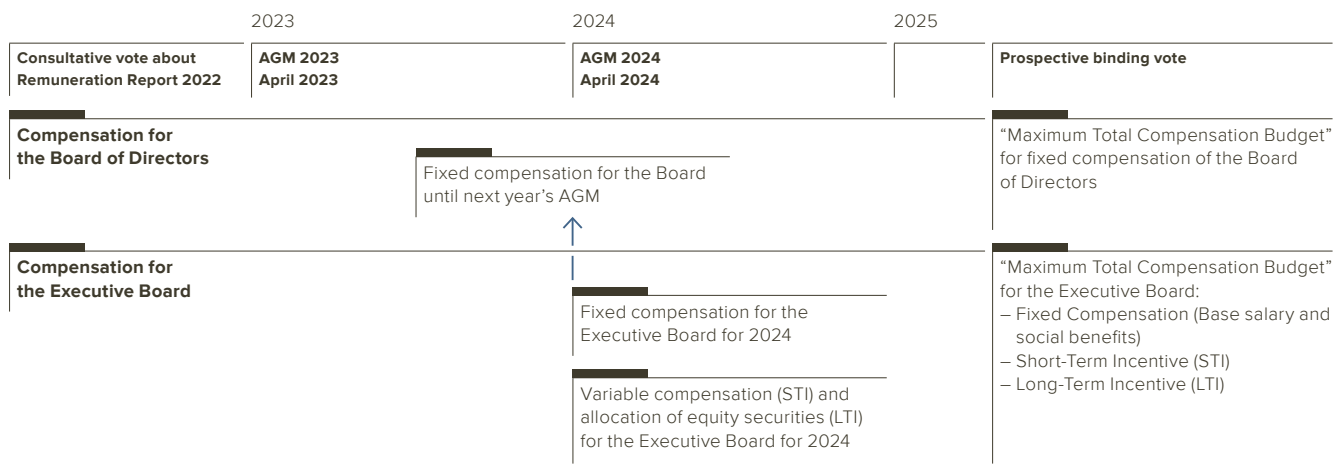 2023
2024
2025
Consultative vote about
Remuneration Report 2022
AGM 2023
April 2023
AGM 2024
April 2024
Prospective binding vote
Compensation for
the Board of Directors
Fixed compensation for the Board
until next year’s AGM
“Maximum Total Compensation Budget”
for fixed compensation of the Board
of Directors
Compensation for
the Executive Board
Fixed compensation for the
Executive Board for 2024
Variable compensation (STI) and
allocation of equity securities (LTI)
for the Executive Board for 2024
“Maximum Total Compensation Budget”
for the Executive Board:
– Fixed Compensation (Base salary and
social benefits)
– Short-Term Incentive (STI)
– Long-Term Incentive (LTI)